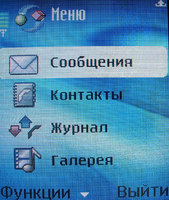 Меню
Сообщения
Контакты
Журнал
Галерея
Функции Выйти